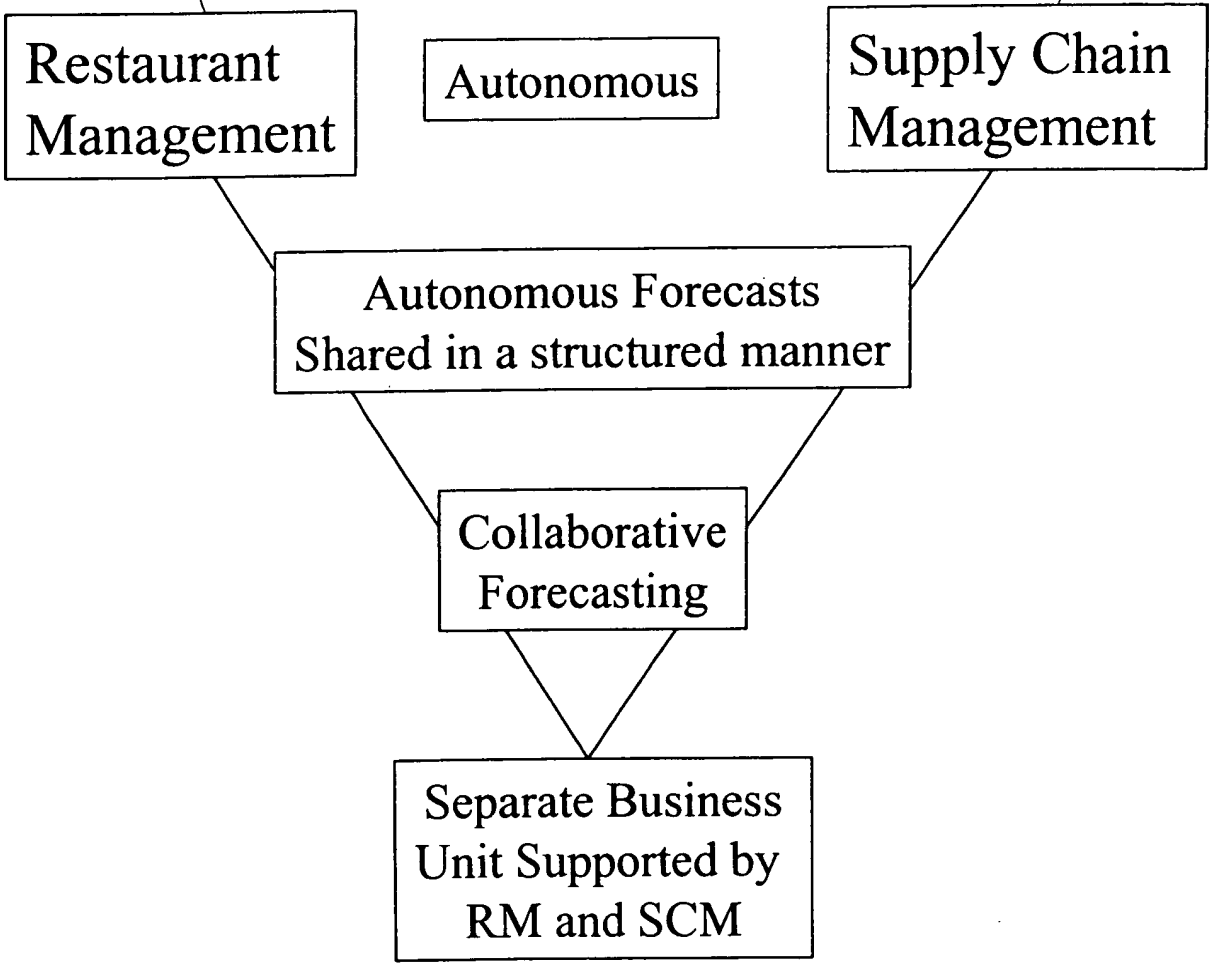 Restaurant
Management
Autonomous
Supply Chain
Management
Autonomous Forecasts
Shared in a structured manner
Collaborative
Forecasting
Separate Business
Unit Supported by
RM and SCM